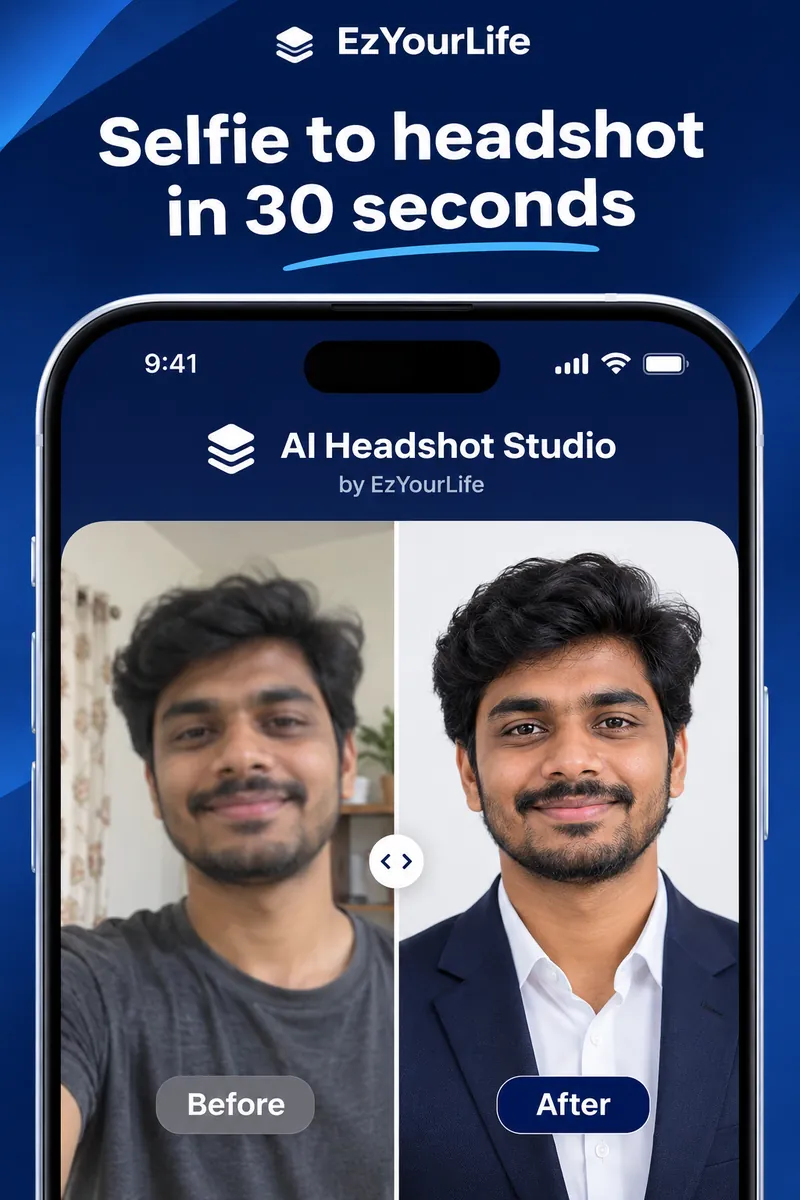 EzYourLife
Selfie to headshot
in 30 seconds
9:41
AI Headshot Studio
by EzYourLife
Before
After